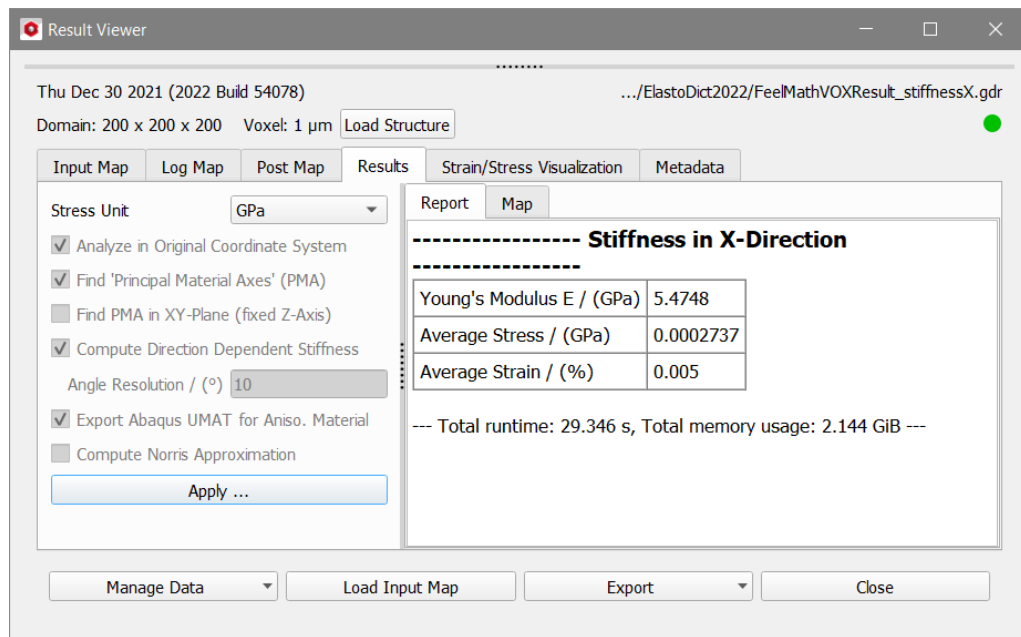 Result Viewer
Thu Dec 30 2021 (2022 Build 54078) .../ElastoDict2022/FeelMathVOXResult_stiffnessX.gdr
Domain: 200 x 200 x 200 Voxel: 1 µm Load Structure
Input Map Log Map Post Map Results Strain/Stress Visualization Metadata
Stress Unit GPa
Analyze in Original Coordinate System
Find 'Principal Material Axes' (PMA)
Find PMA in XY-Plane (fixed Z-Axis)
Compute Direction Dependent Stiffness
Angle Resolution / (°) 10
Export Abaqus UMAT for Aniso. Material
Compute Norris Approximation
Apply ...
Report Map
----------------- Stiffness in X-Direction
-----------------
Young's Modulus E / (GPa) 5.4748
Average Stress / (GPa) 0.0002737
Average Strain / (%) 0.005
--- Total runtime: 29.346 s, Total memory usage: 2.144 GiB ---
Manage Data Load Input Map Export Close